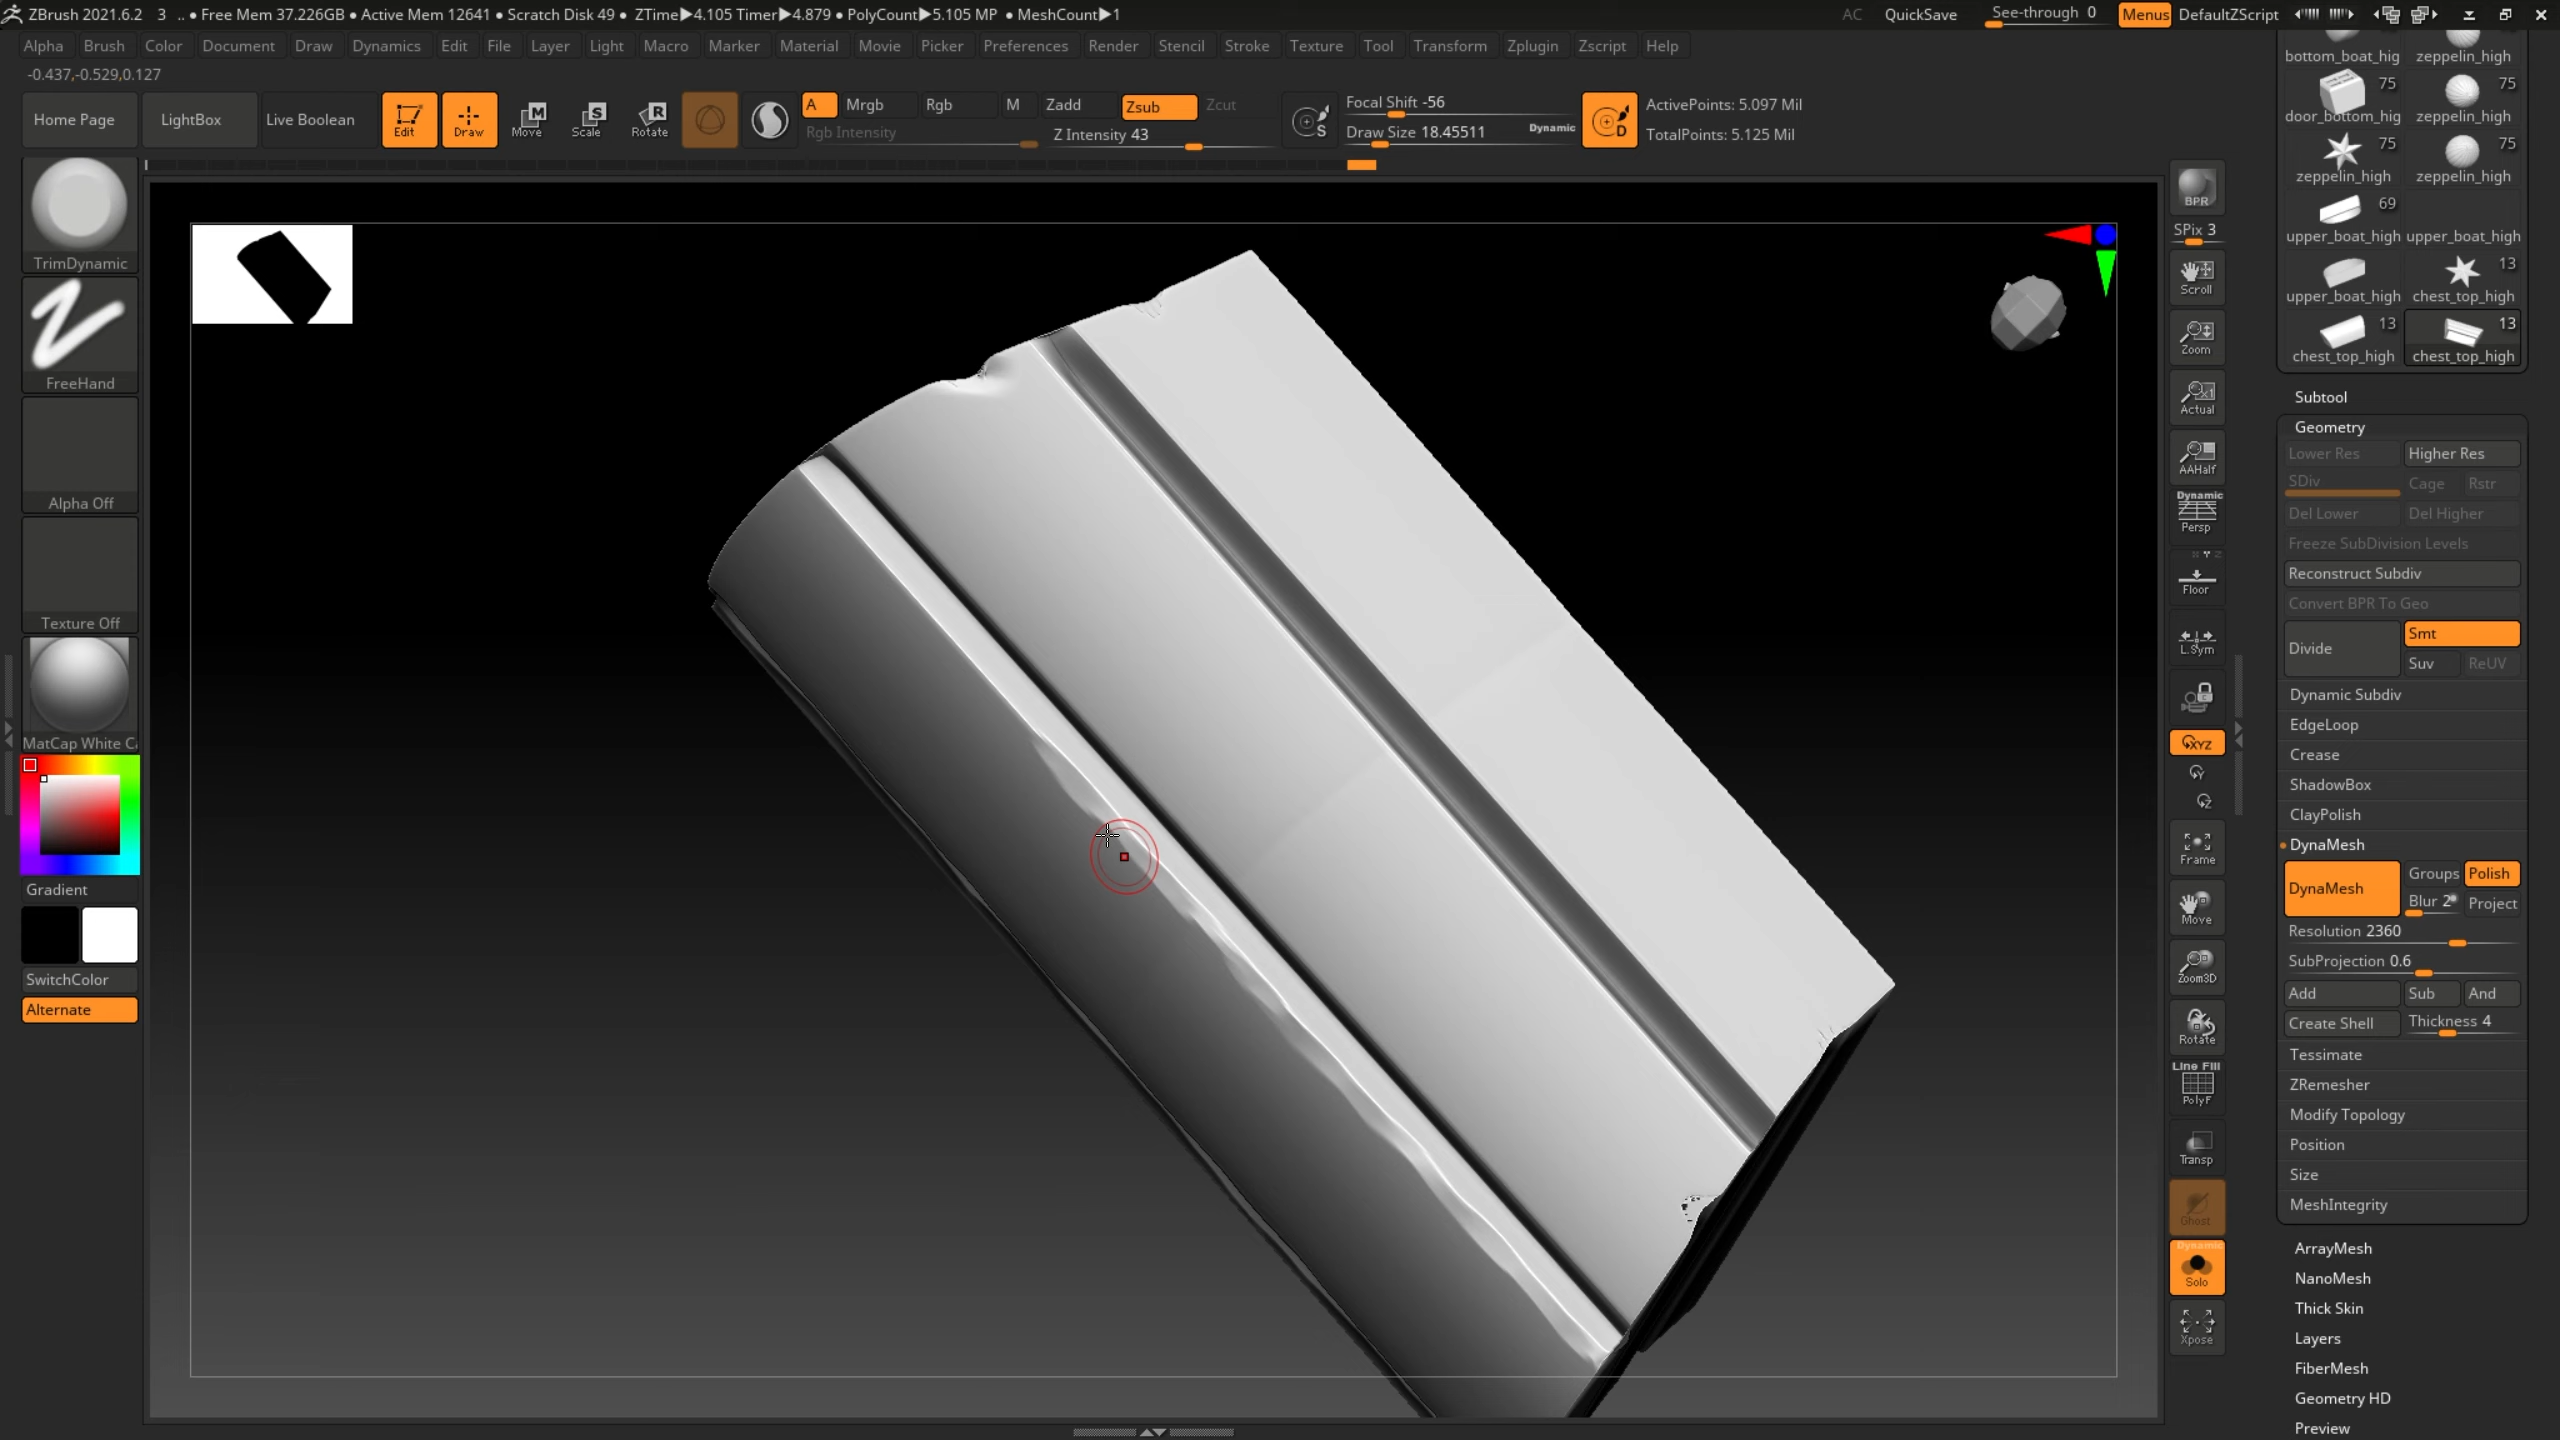 ZBrush 2021.6.2 3 .. ● Free Mem 37.226GB ● Active Mem 12641 ● Scratch Disk 49 ● ZTime▶4.105 Timer▶4.879 ● PolyCount▶5.105 MP ● MeshCount▶1 AC QuickSave See-through 0 Menus DefaultZScript
Alpha Brush Color Document Draw Dynamics Edit File Layer Light Macro Marker Material Movie Picker Preferences Render Stencil Stroke Texture Tool Transform Zplugin Zscript Help
-0.437,-0.529,0.127
Home Page LightBox Live Boolean Edit Draw Move Scale Rotate
A Mrgb Rgb M Zadd Zsub Zcut
Rgb Intensity Z Intensity 43
Focal Shift -56
Draw Size 18.45511 Dynamic
ActivePoints: 5.097 Mil
TotalPoints: 5.125 Mil
TrimDynamic
FreeHand
Alpha Off
Texture Off
MatCap White C
Gradient
SwitchColor
Alternate
BPR
SPix 3
Scroll
Zoom
Actual
AAHalf
Dynamic
Persp
Floor
L.Sym
XYZ
Y
Z
Frame
Move
Zoom3D
Rotate
Line Fill
PolyF
Transp
Ghost
Dynamic
Solo
Xpose
bottom_boat_hig zeppelin_high
75 75
door_bottom_hig zeppelin_high
75 75
zeppelin_high zeppelin_high
69
upper_boat_high upper_boat_high
13
upper_boat_high chest_top_high
13 13
chest_top_high chest_top_high
Subtool
Geometry
Lower Res Higher Res
SDiv Cage Rstr
Del Lower Del Higher
Freeze SubDivision Levels
Reconstruct Subdiv
Convert BPR To Geo
Divide Smt
Suv ReUV
Dynamic Subdiv
EdgeLoop
Crease
ShadowBox
ClayPolish
DynaMesh
DynaMesh Groups Polish
Blur 2 Project
Resolution 2360
SubProjection 0.6
Add Sub And
Create Shell Thickness 4
Tessimate
ZRemesher
Modify Topology
Position
Size
MeshIntegrity
ArrayMesh
NanoMesh
Thick Skin
Layers
FiberMesh
Geometry HD
Preview